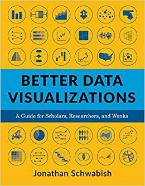 BETTER DATA
VISUALIZATIONS
A Guide for Scholars, Researchers, and Wonks
Jonathan Schwabish